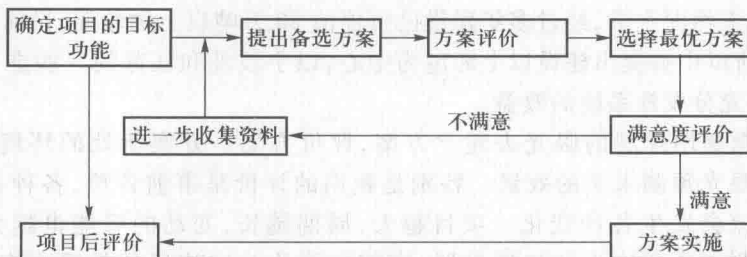 确定项目的目标
功能
提出备选方案
方案评价
选择最优方案
进一步收集资料
不满意
满意度评价
满意
项目后评价
方案实施